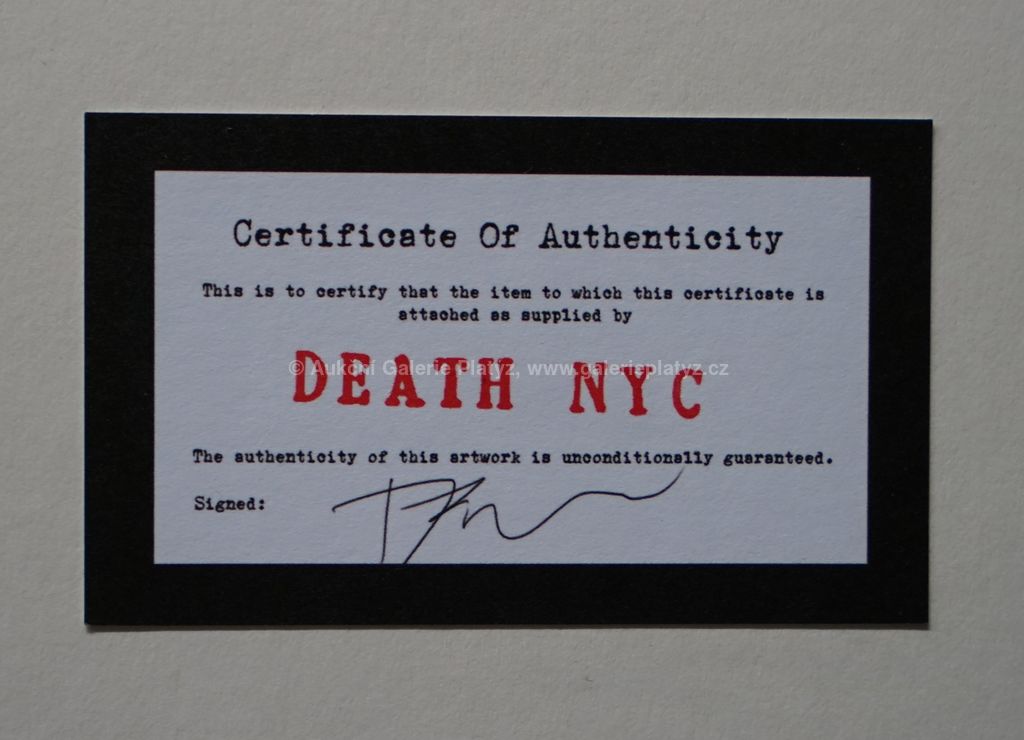 Certificate Of Authenticity
This is to certify that the item to which this certificate is
attached as supplied by
DEATH NYC
© Aukční Galerie Platýz, www.galerieplatyz.cz
The authenticity of this artwork is unconditionally guaranteed.
Signed: